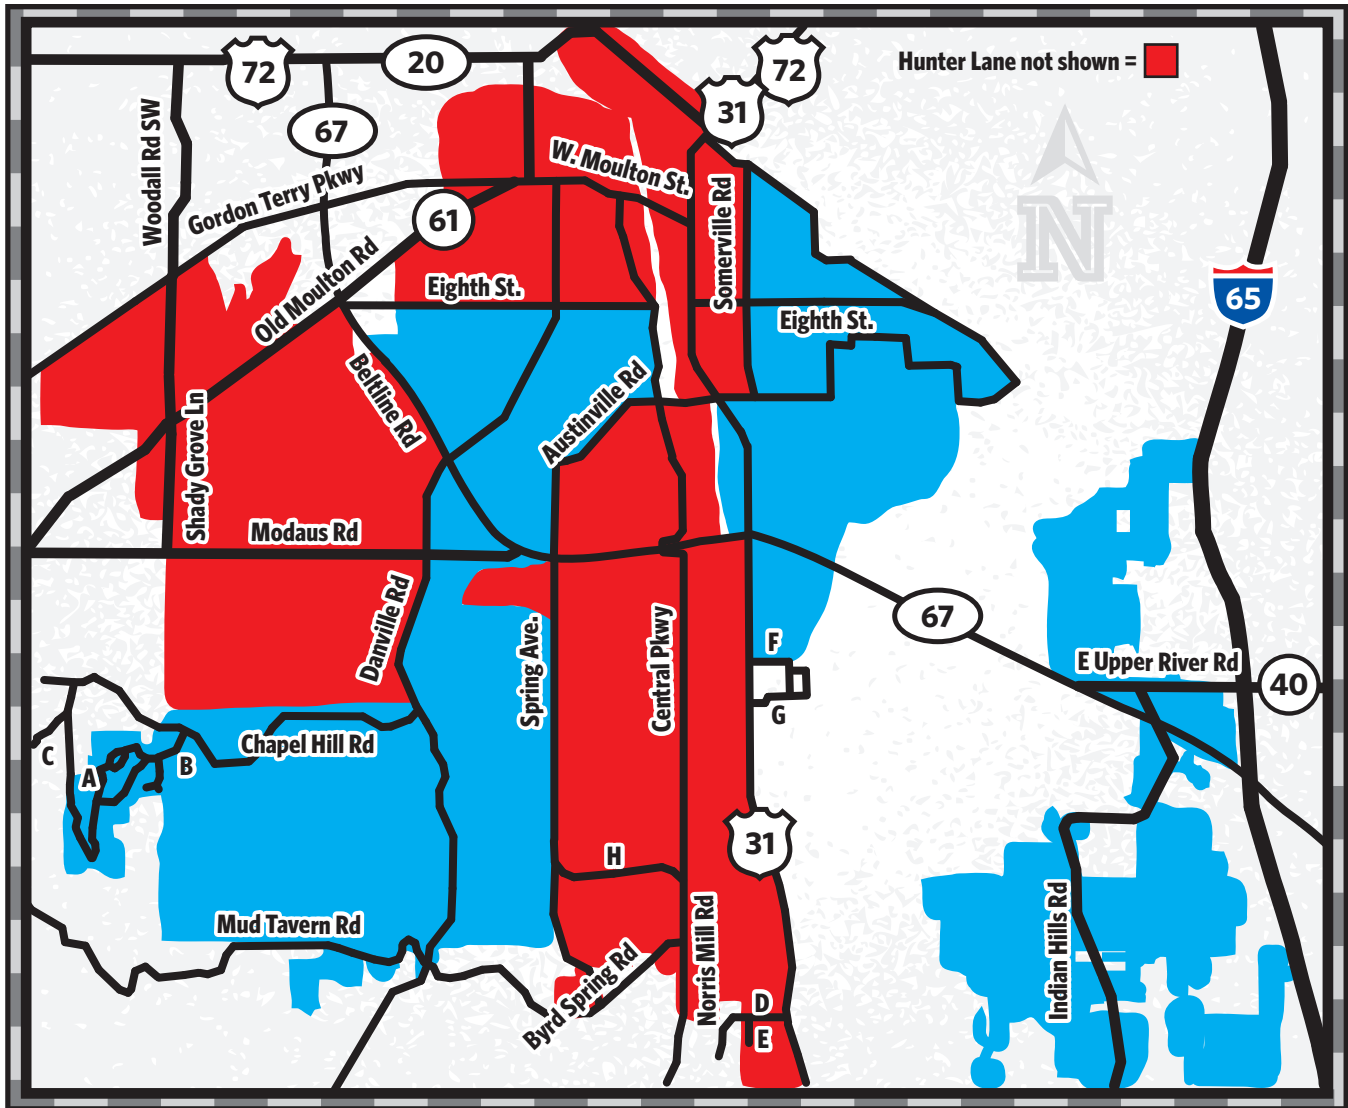 72
20
72
Hunter Lane not shown =
31
67
Woodall Rd SW
W. Moulton St.
Gordon Terry Pkwy
61
Somerville Rd
N
Old Moulton Rd
Eighth St.
65
Eighth St.
Beltline Rd
Austinville Rd
Shady Grove Ln
Modaus Rd
Danville Rd
Spring Ave.
Central Pkwy
67
F
E Upper River Rd
40
G
Chapel Hill Rd
C
A
B
31
H
Mud Tavern Rd
Norris Mill Rd
Indian Hills Rd
Byrd Spring Rd
D
E